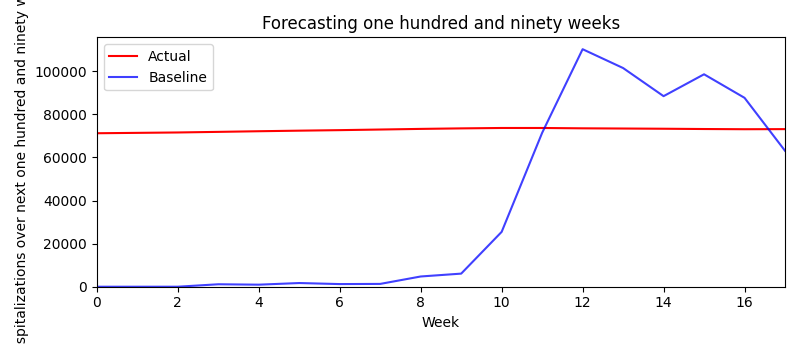 Forecasting one hundred and ninety weeks
Actual
Baseline
100000
80000
60000
40000
20000
0
0 2 4 6 8 10 12 14 16
Week
spitalizations over next one hundred and ninety